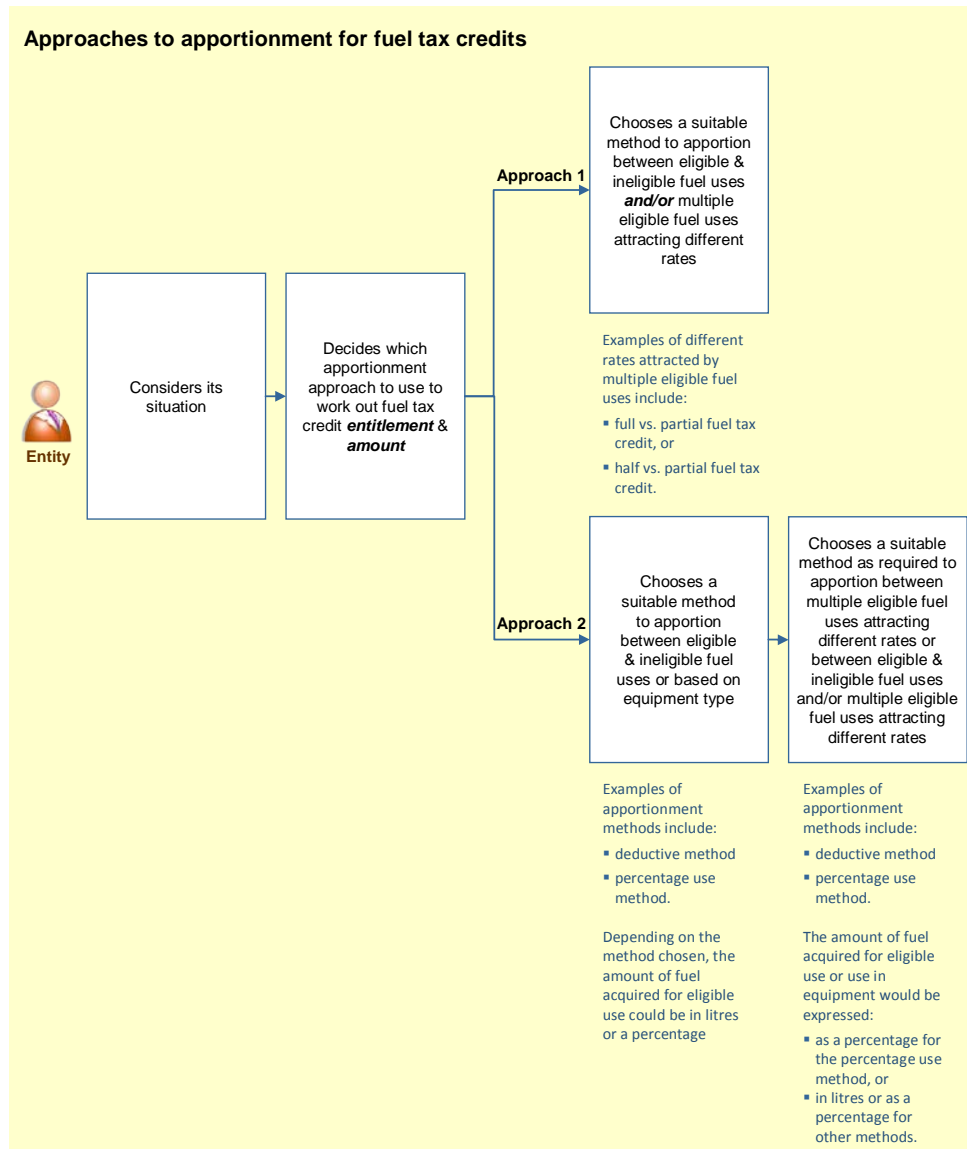 Approaches to apportionment for fuel tax credits
Entity
Considers its
situation
Decides which
apportionment
approach to use to
work out fuel tax
credit entitlement &
amount
Approach 1
Chooses a suitable
method to apportion
between eligible &
ineligible fuel uses
and/or multiple
eligible fuel uses
attracting different
rates
Examples of different
rates attracted by
multiple eligible fuel
uses include:
▪ full vs. partial fuel tax
credit, or
▪ half vs. partial fuel tax
credit.
Approach 2
Chooses a
suitable method
to apportion
between eligible
& ineligible fuel
uses or based on
equipment type
Examples of
apportionment
methods include:
▪ deductive method
▪ percentage use
method.
Depending on the
method chosen, the
amount of fuel
acquired for eligible
use could be in litres
or a percentage
Chooses a suitable
method as required to
apportion between
multiple eligible fuel
uses attracting
different rates or
between eligible &
ineligible fuel uses
and/or multiple eligible
fuel uses attracting
different rates
Examples of
apportionment
methods include:
▪ deductive method
▪ percentage use
method.
The amount of fuel
acquired for eligible
use or use in
equipment would be
expressed:
▪ as a percentage for
the percentage use
method, or
▪ in litres or as a
percentage for
other methods.